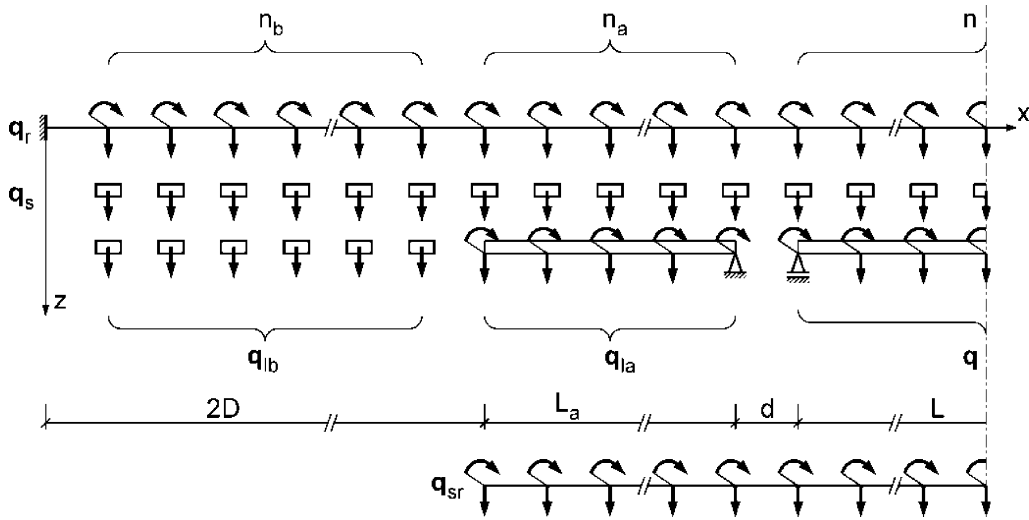 n_b n_a n
q_r x
q_s
z
q_lb q_la q
2D L_a d L
q_sr